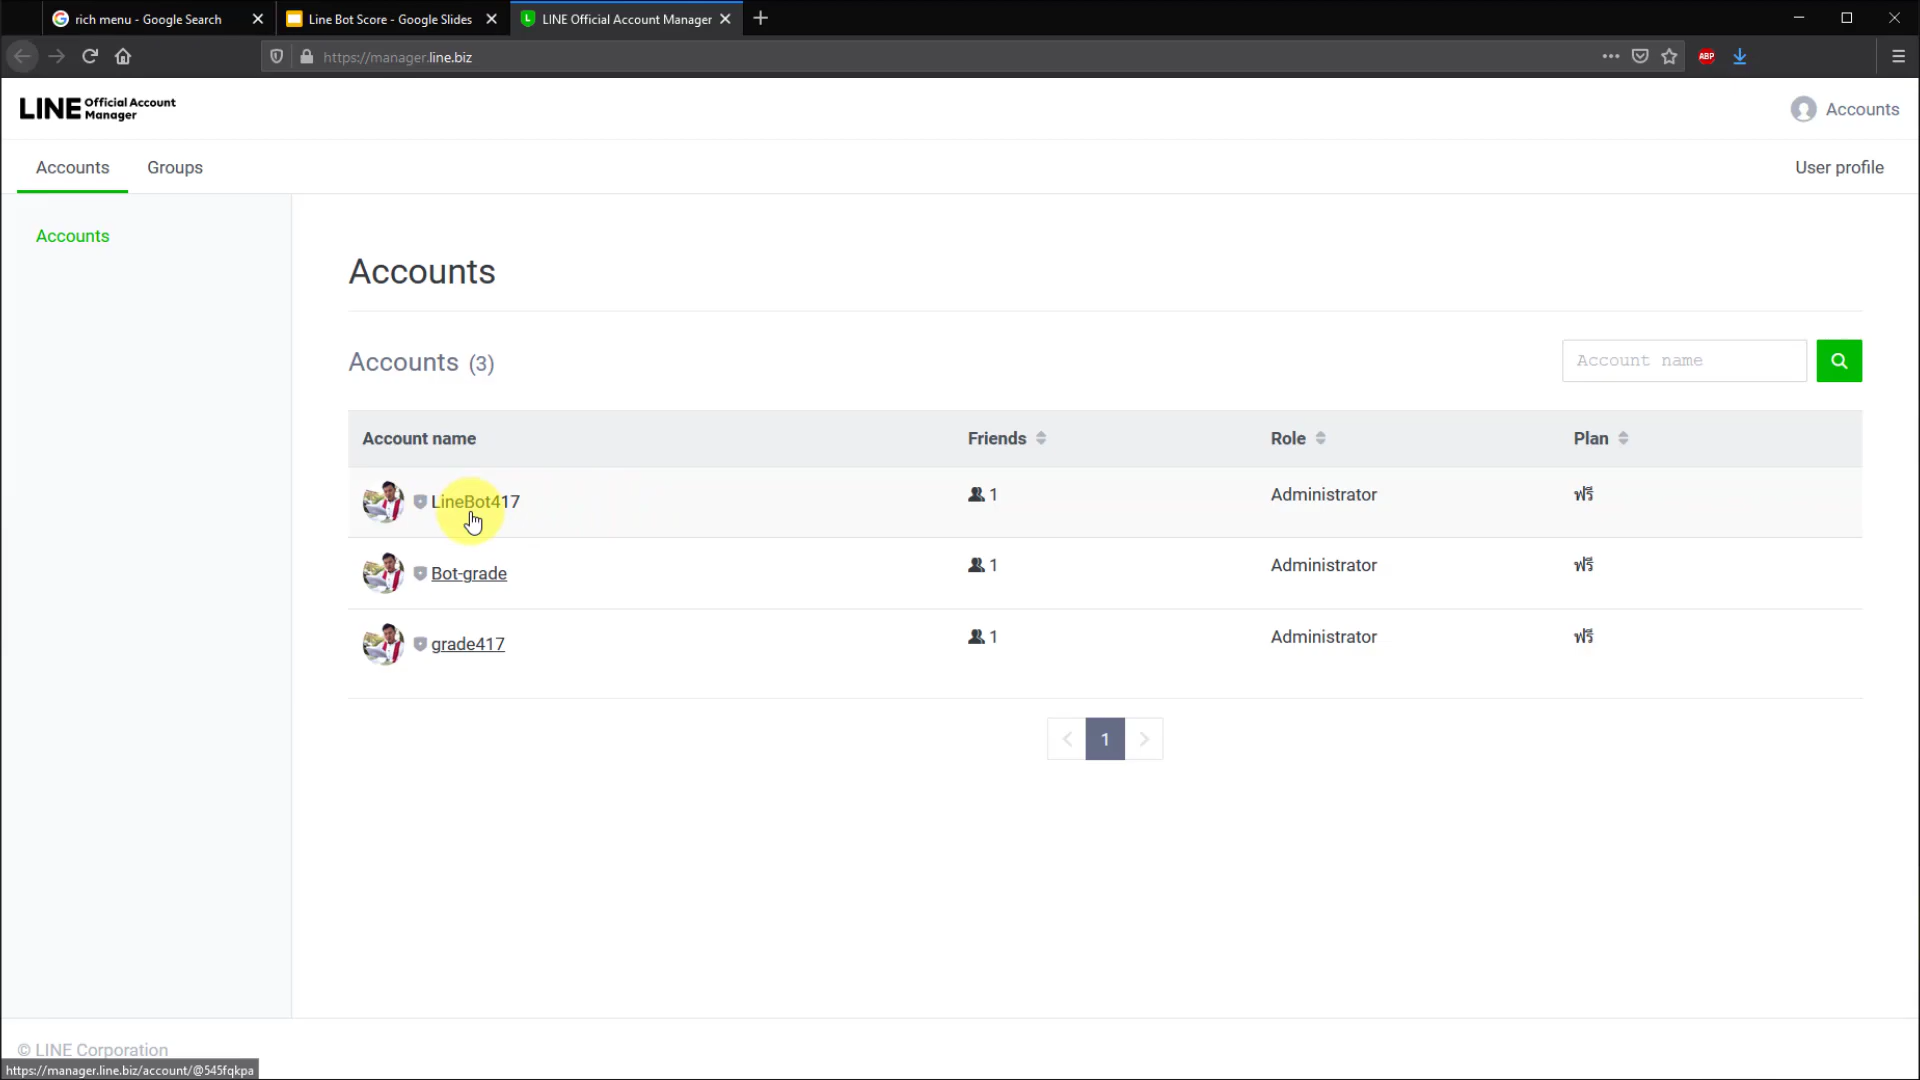 rich menu - Google Search
Line Bot Score - Google Slides
LINE Official Account Manager
https://manager.line.biz
ABP
LINE Official Account Manager
Accounts
Accounts
Groups
User profile
Accounts
Accounts
Accounts (3)
Account name
Account name
Friends
Role
Plan
LineBot417
1
Administrator
ฟรี
Bot-grade
1
Administrator
ฟรี
grade417
1
Administrator
ฟรี
1
© LINE Corporation
https://manager.line.biz/account/@545fqkpa